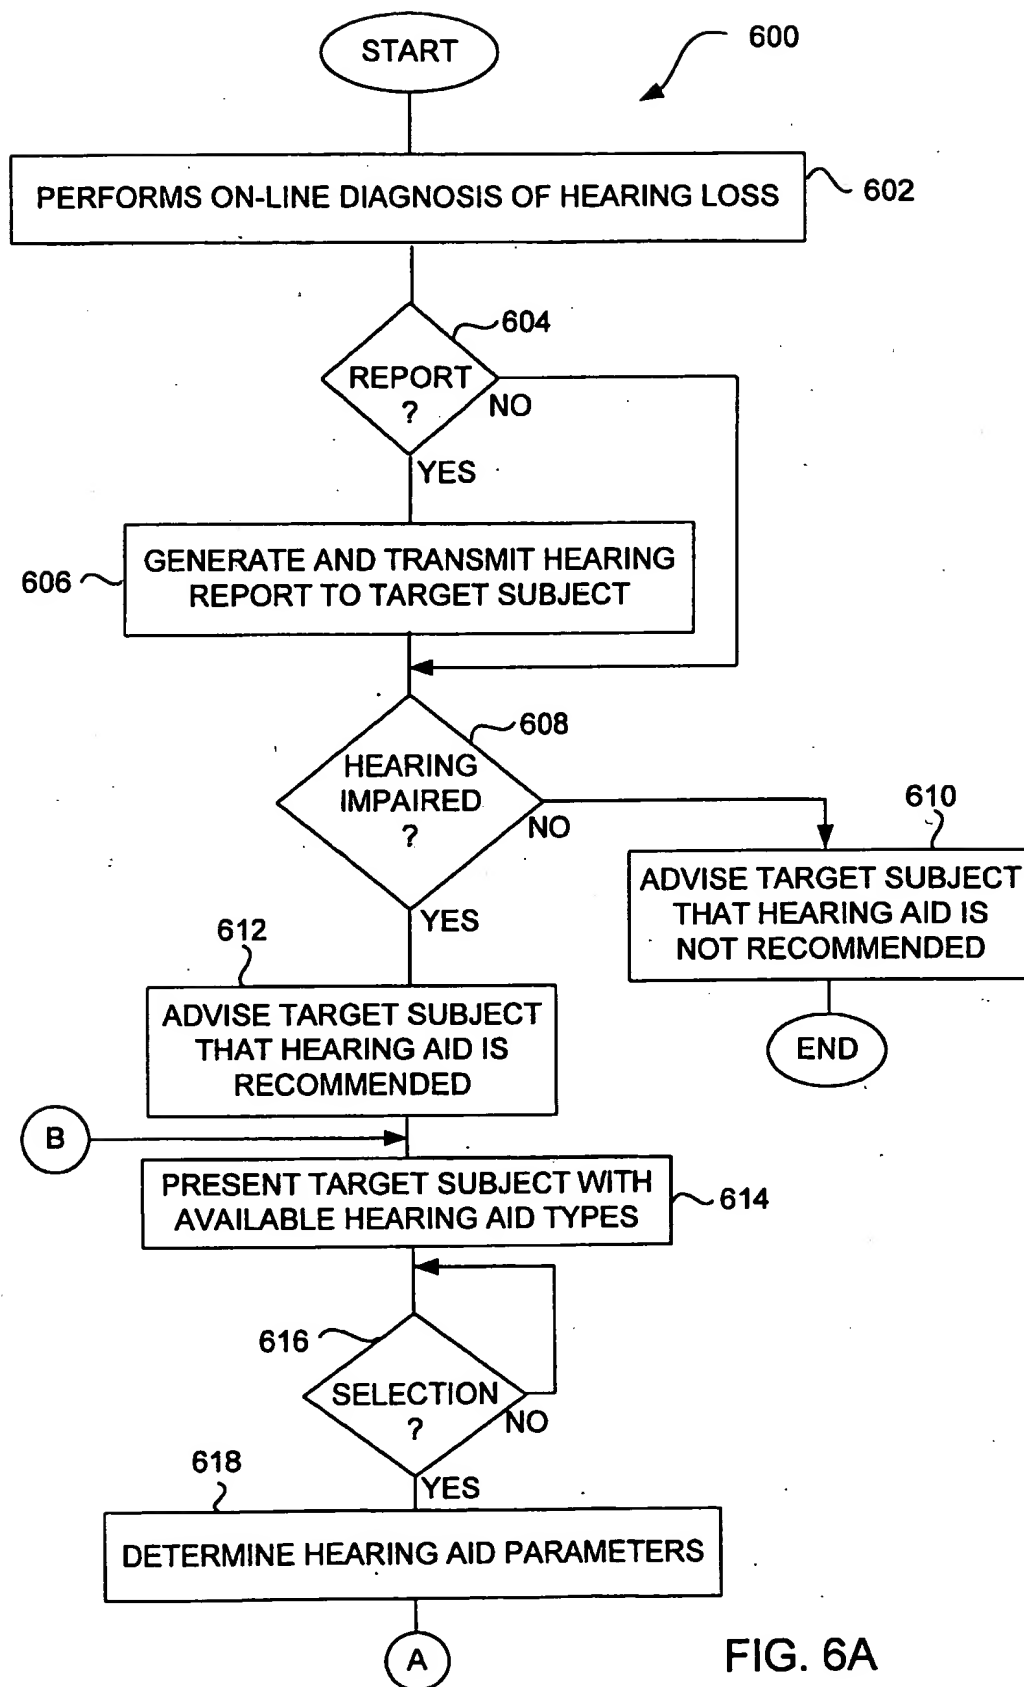 START
600
PERFORMS ON-LINE DIAGNOSIS OF HEARING LOSS
602
604
REPORT
?
NO
YES
606
GENERATE AND TRANSMIT HEARING
REPORT TO TARGET SUBJECT
608
HEARING
IMPAIRED
?
NO
YES
610
ADVISE TARGET SUBJECT
THAT HEARING AID IS
NOT RECOMMENDED
END
612
ADVISE TARGET SUBJECT
THAT HEARING AID IS
RECOMMENDED
B
PRESENT TARGET SUBJECT WITH
AVAILABLE HEARING AID TYPES
614
616
SELECTION
?
NO
YES
618
DETERMINE HEARING AID PARAMETERS
A
FIG. 6A